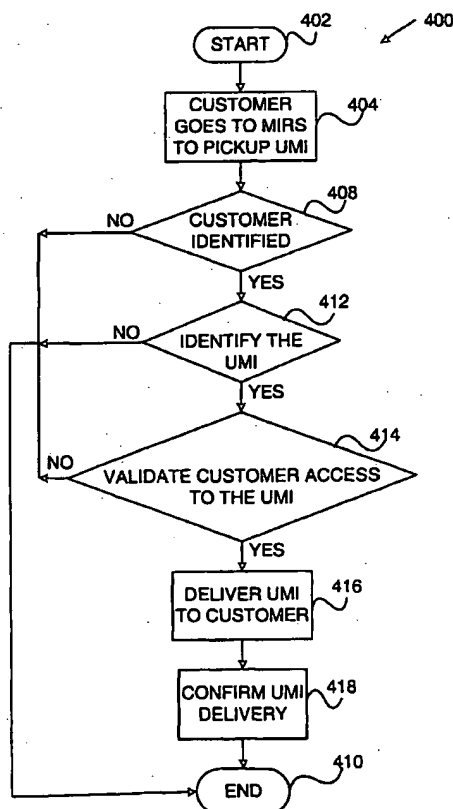 START
402
400
CUSTOMER
GOES TO MIRS
TO PICKUP UMI
404
408
NO
CUSTOMER
IDENTIFIED
YES
412
NO
IDENTIFY THE
UMI
YES
414
NO
VALIDATE CUSTOMER ACCESS
TO THE UMI
YES
DELIVER UMI
TO CUSTOMER
416
CONFIRM UMI
DELIVERY
418
END
410